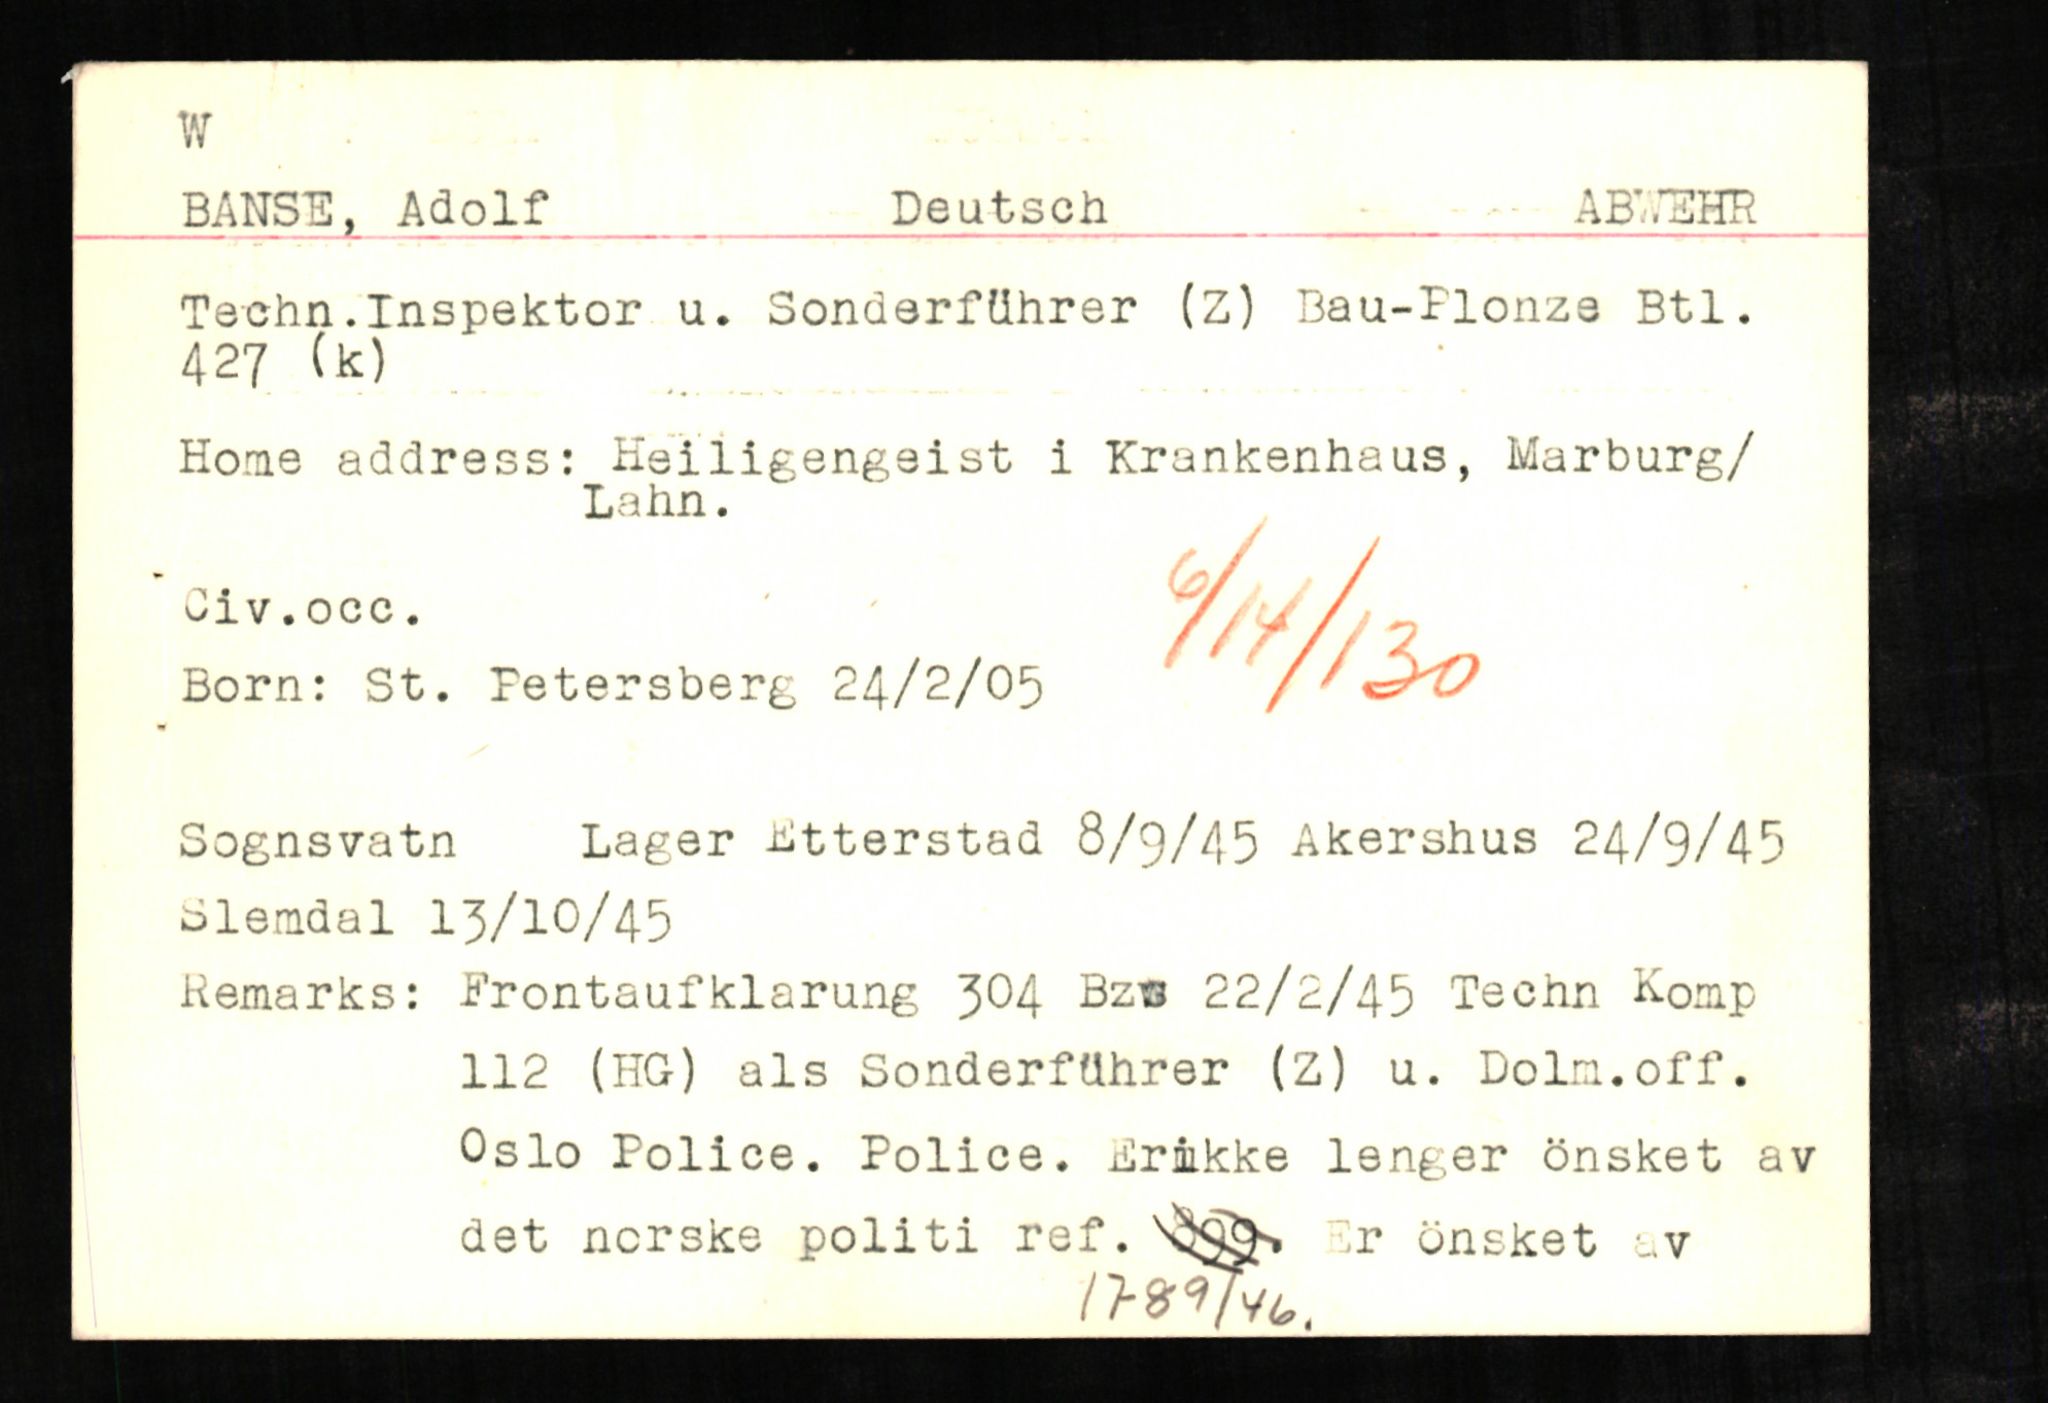 W
BANSE, Adolf Deutsch ABWEHR
Techn.Inspektor u. Sonderführer (Z) Bau-Plonze Btl.
427 (k)
Home address: Heiligengeist i Krankenhaus, Marburg/
Lahn.
6/14/130
Civ.occ.
Born: St. Petersberg 24/2/05
Sognsvatn Lager Etterstad 8/9/45 Akershus 24/9/45
Slemdal 13/10/45
Remarks: Frontaufklarung 304 Bzw 22/2/45 Techn Komp
112 (HG) als Sonderführer (Z) u. Dolm.off.
Oslo Police. Police. Er ikke lenger önsket av
det norske politi ref. 899. Er önsket av
1789/46.